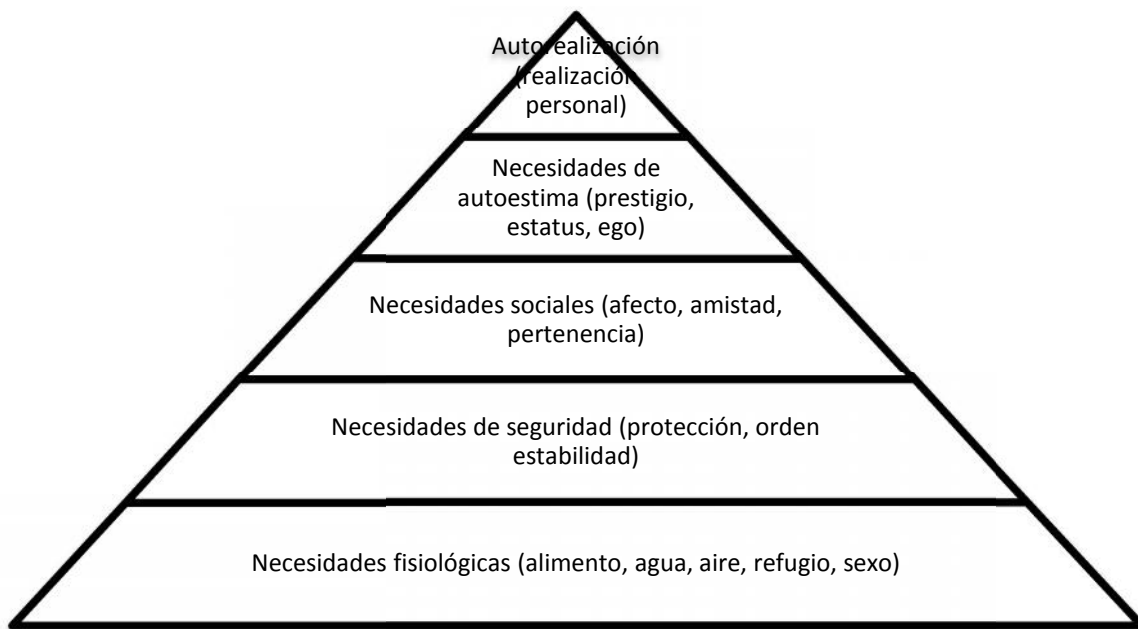 Autorealización
(realización
personal)
Necesidades de
autoestima (prestigio,
estatus, ego)
Necesidades sociales (afecto, amistad,
pertenencia)
Necesidades de seguridad (protección, orden
estabilidad)
Necesidades fisiológicas (alimento, agua, aire, refugio, sexo)